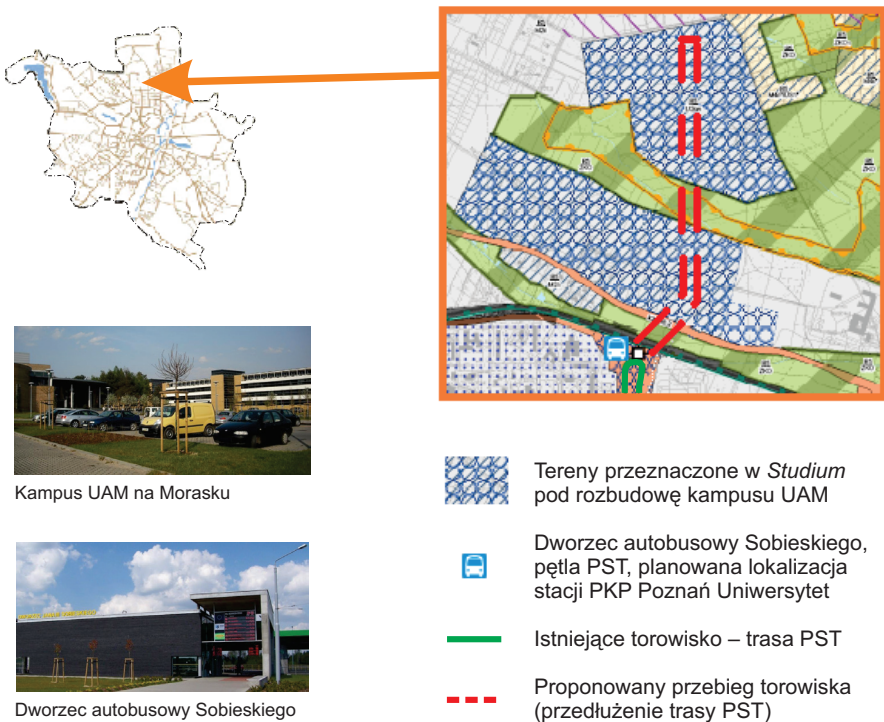 Kampus UAM na Morasku
Dworzec autobusowy Sobieskiego
Tereny przeznaczone w Studium
pod rozbudowę kampusu UAM
Dworzec autobusowy Sobieskiego,
pętla PST, planowana lokalizacja
stacji PKP Poznań Uniwersytet
Istniejące torowisko – trasa PST
Proponowany przebieg torowiska
(przedłużenie trasy PST)